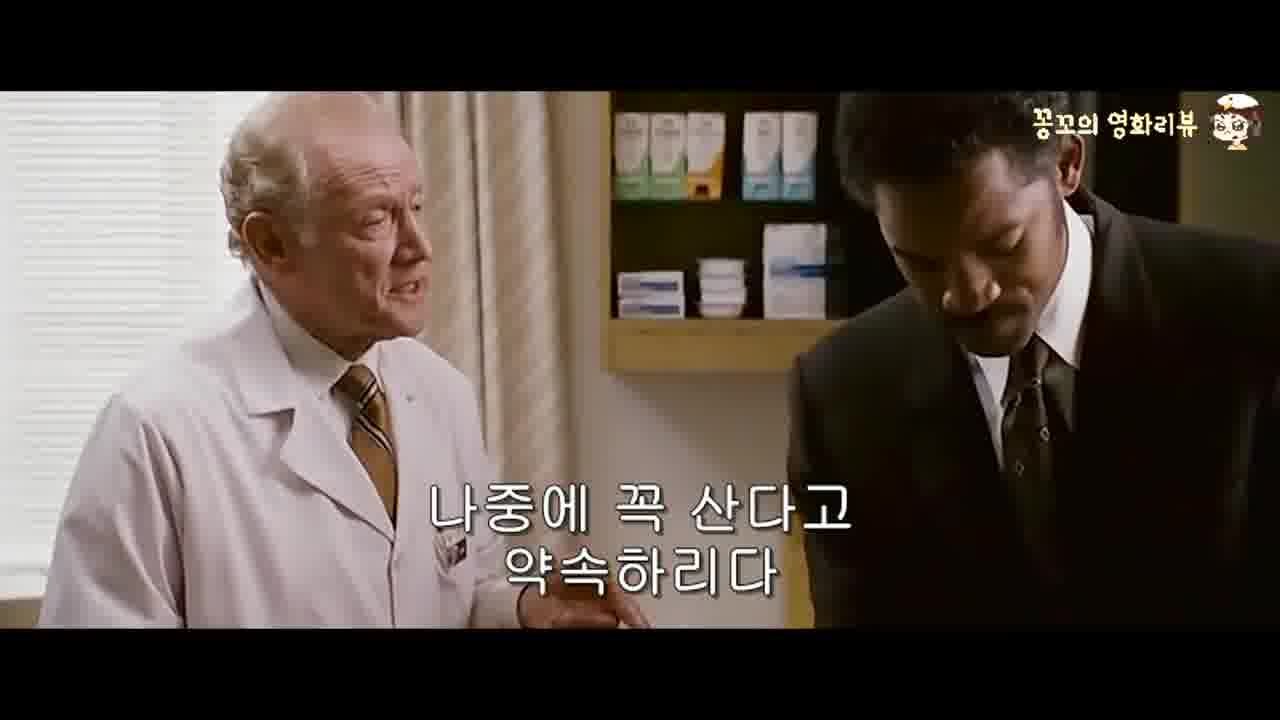 꽁꼬의 영화리뷰
나중에 꼭 산다고
약속하리다